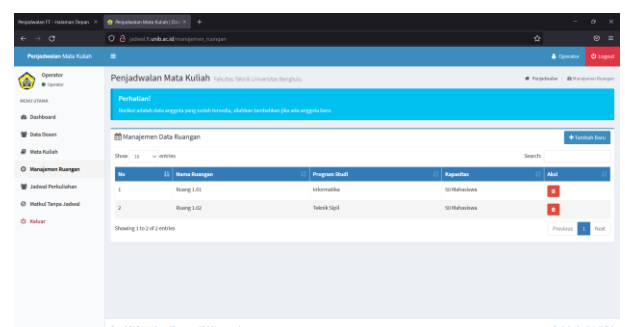 Penjadwalan FT - Halaman Depan
Penjadwalan Mata Kuliah | Dos
jadwal.ft.unib.ac.id/manajemen_ruangan
Penjadwalan Mata Kuliah
Operator
Logout
Operator
Operator
Penjadwalan Mata Kuliah Fakultas Teknik Universitas Bengkulu
Penjadwalan
Manajemen Ruangan
MENU UTAMA
Dashboard
Data Dosen
Mata Kuliah
Manajemen Ruangan
Jadwal Perkuliahan
Matkul Tanpa Jadwal
Keluar
Perhatian!
Berikut adalah data anggota yang sudah tersedia, silahkan tambahkan jika ada anggota baru
Manajemen Data Ruangan
Tambah Baru
Show 10 entries
Search:
No Nama Ruangan Program Studi Kapasitas Aksi
1 Ruang 1.01 Informatika 50 Mahasiswa
2 Ruang 1.02 Teknik Sipil 50 Mahasiswa
Showing 1 to 2 of 2 entries
Previous 1 Next